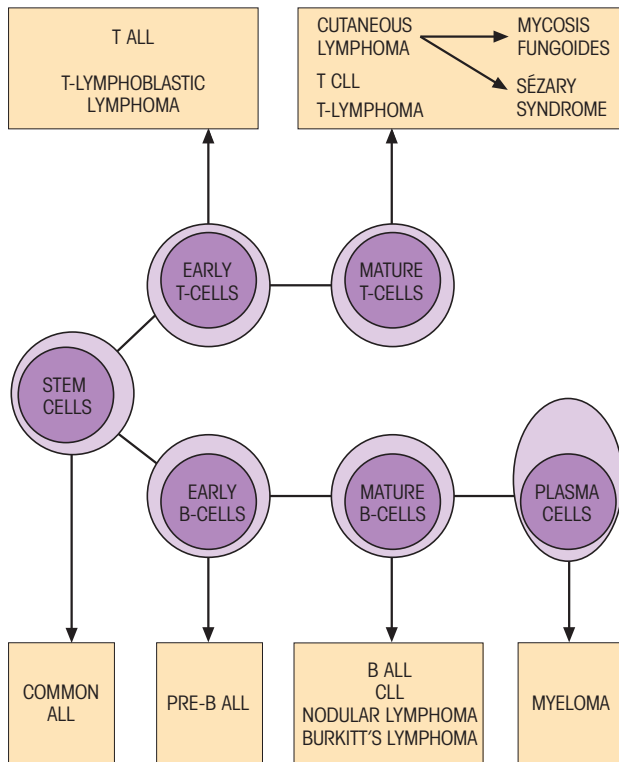 T ALL
T-LYMPHOBLASTIC
LYMPHOMA
CUTANEOUS
LYMPHOMA
T CLL
T-LYMPHOMA
MYCOSIS
FUNGOIDES
SÉZARY
SYNDROME
EARLY
T-CELLS
MATURE
T-CELLS
STEM
CELLS
EARLY
B-CELLS
MATURE
B-CELLS
PLASMA
CELLS
COMMON
ALL
PRE-B ALL
B ALL
CLL
NODULAR LYMPHOMA
BURKITT'S LYMPHOMA
MYELOMA